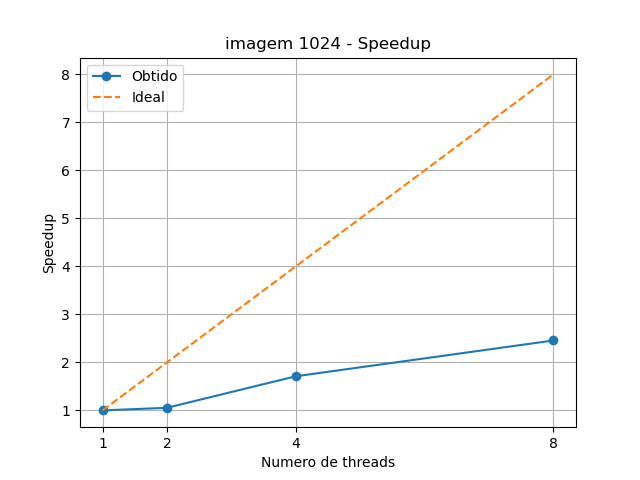 imagem 1024 - Speedup
Obtido
Ideal
8
7
6
5
4
3
2
1
Speedup
1 2 4 8
Numero de threads